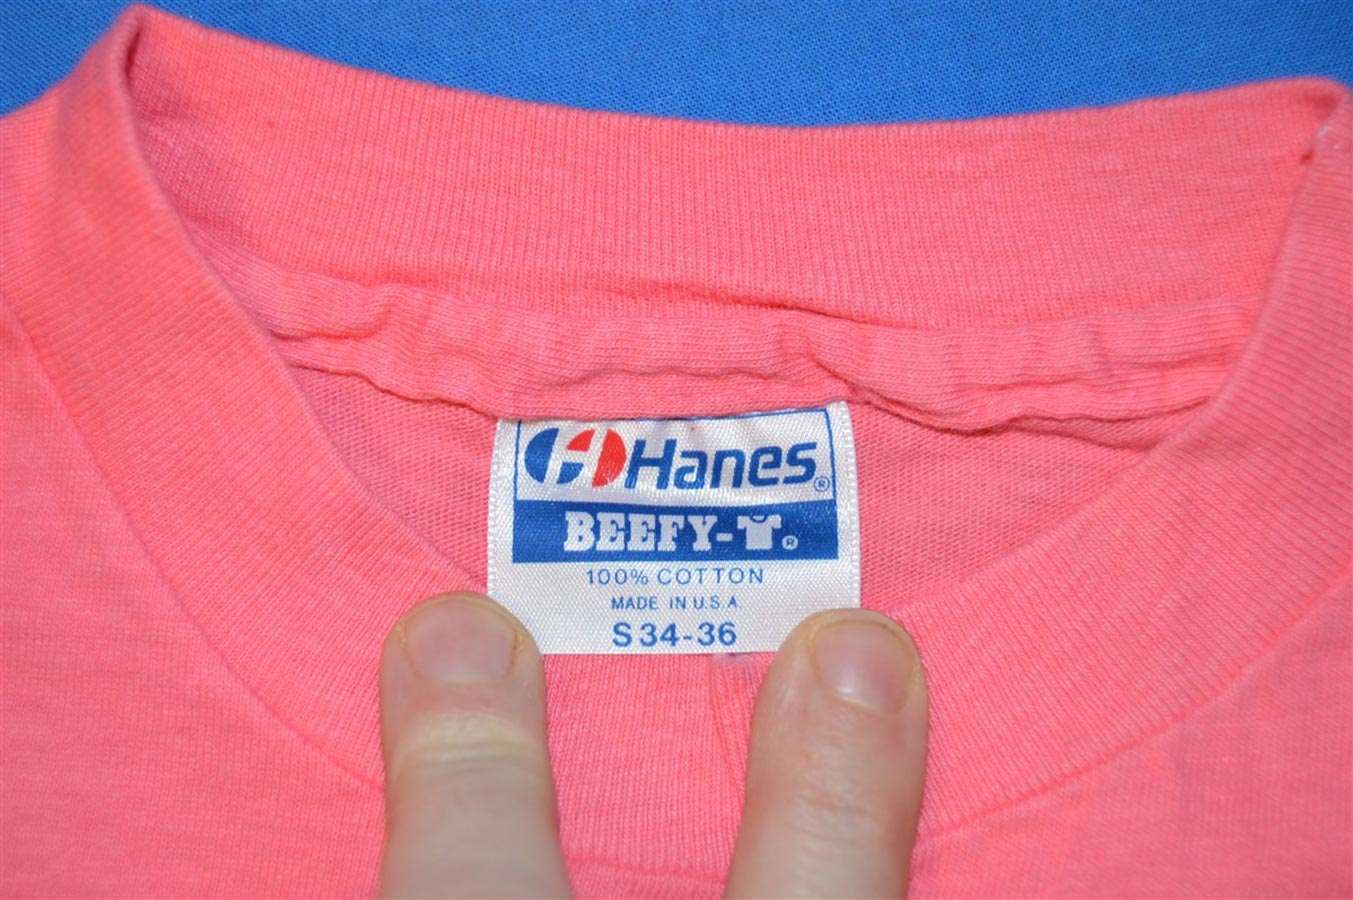 Hanes®
BEEFY-T®
100% COTTON
MADE IN U.S.A
S 34-36